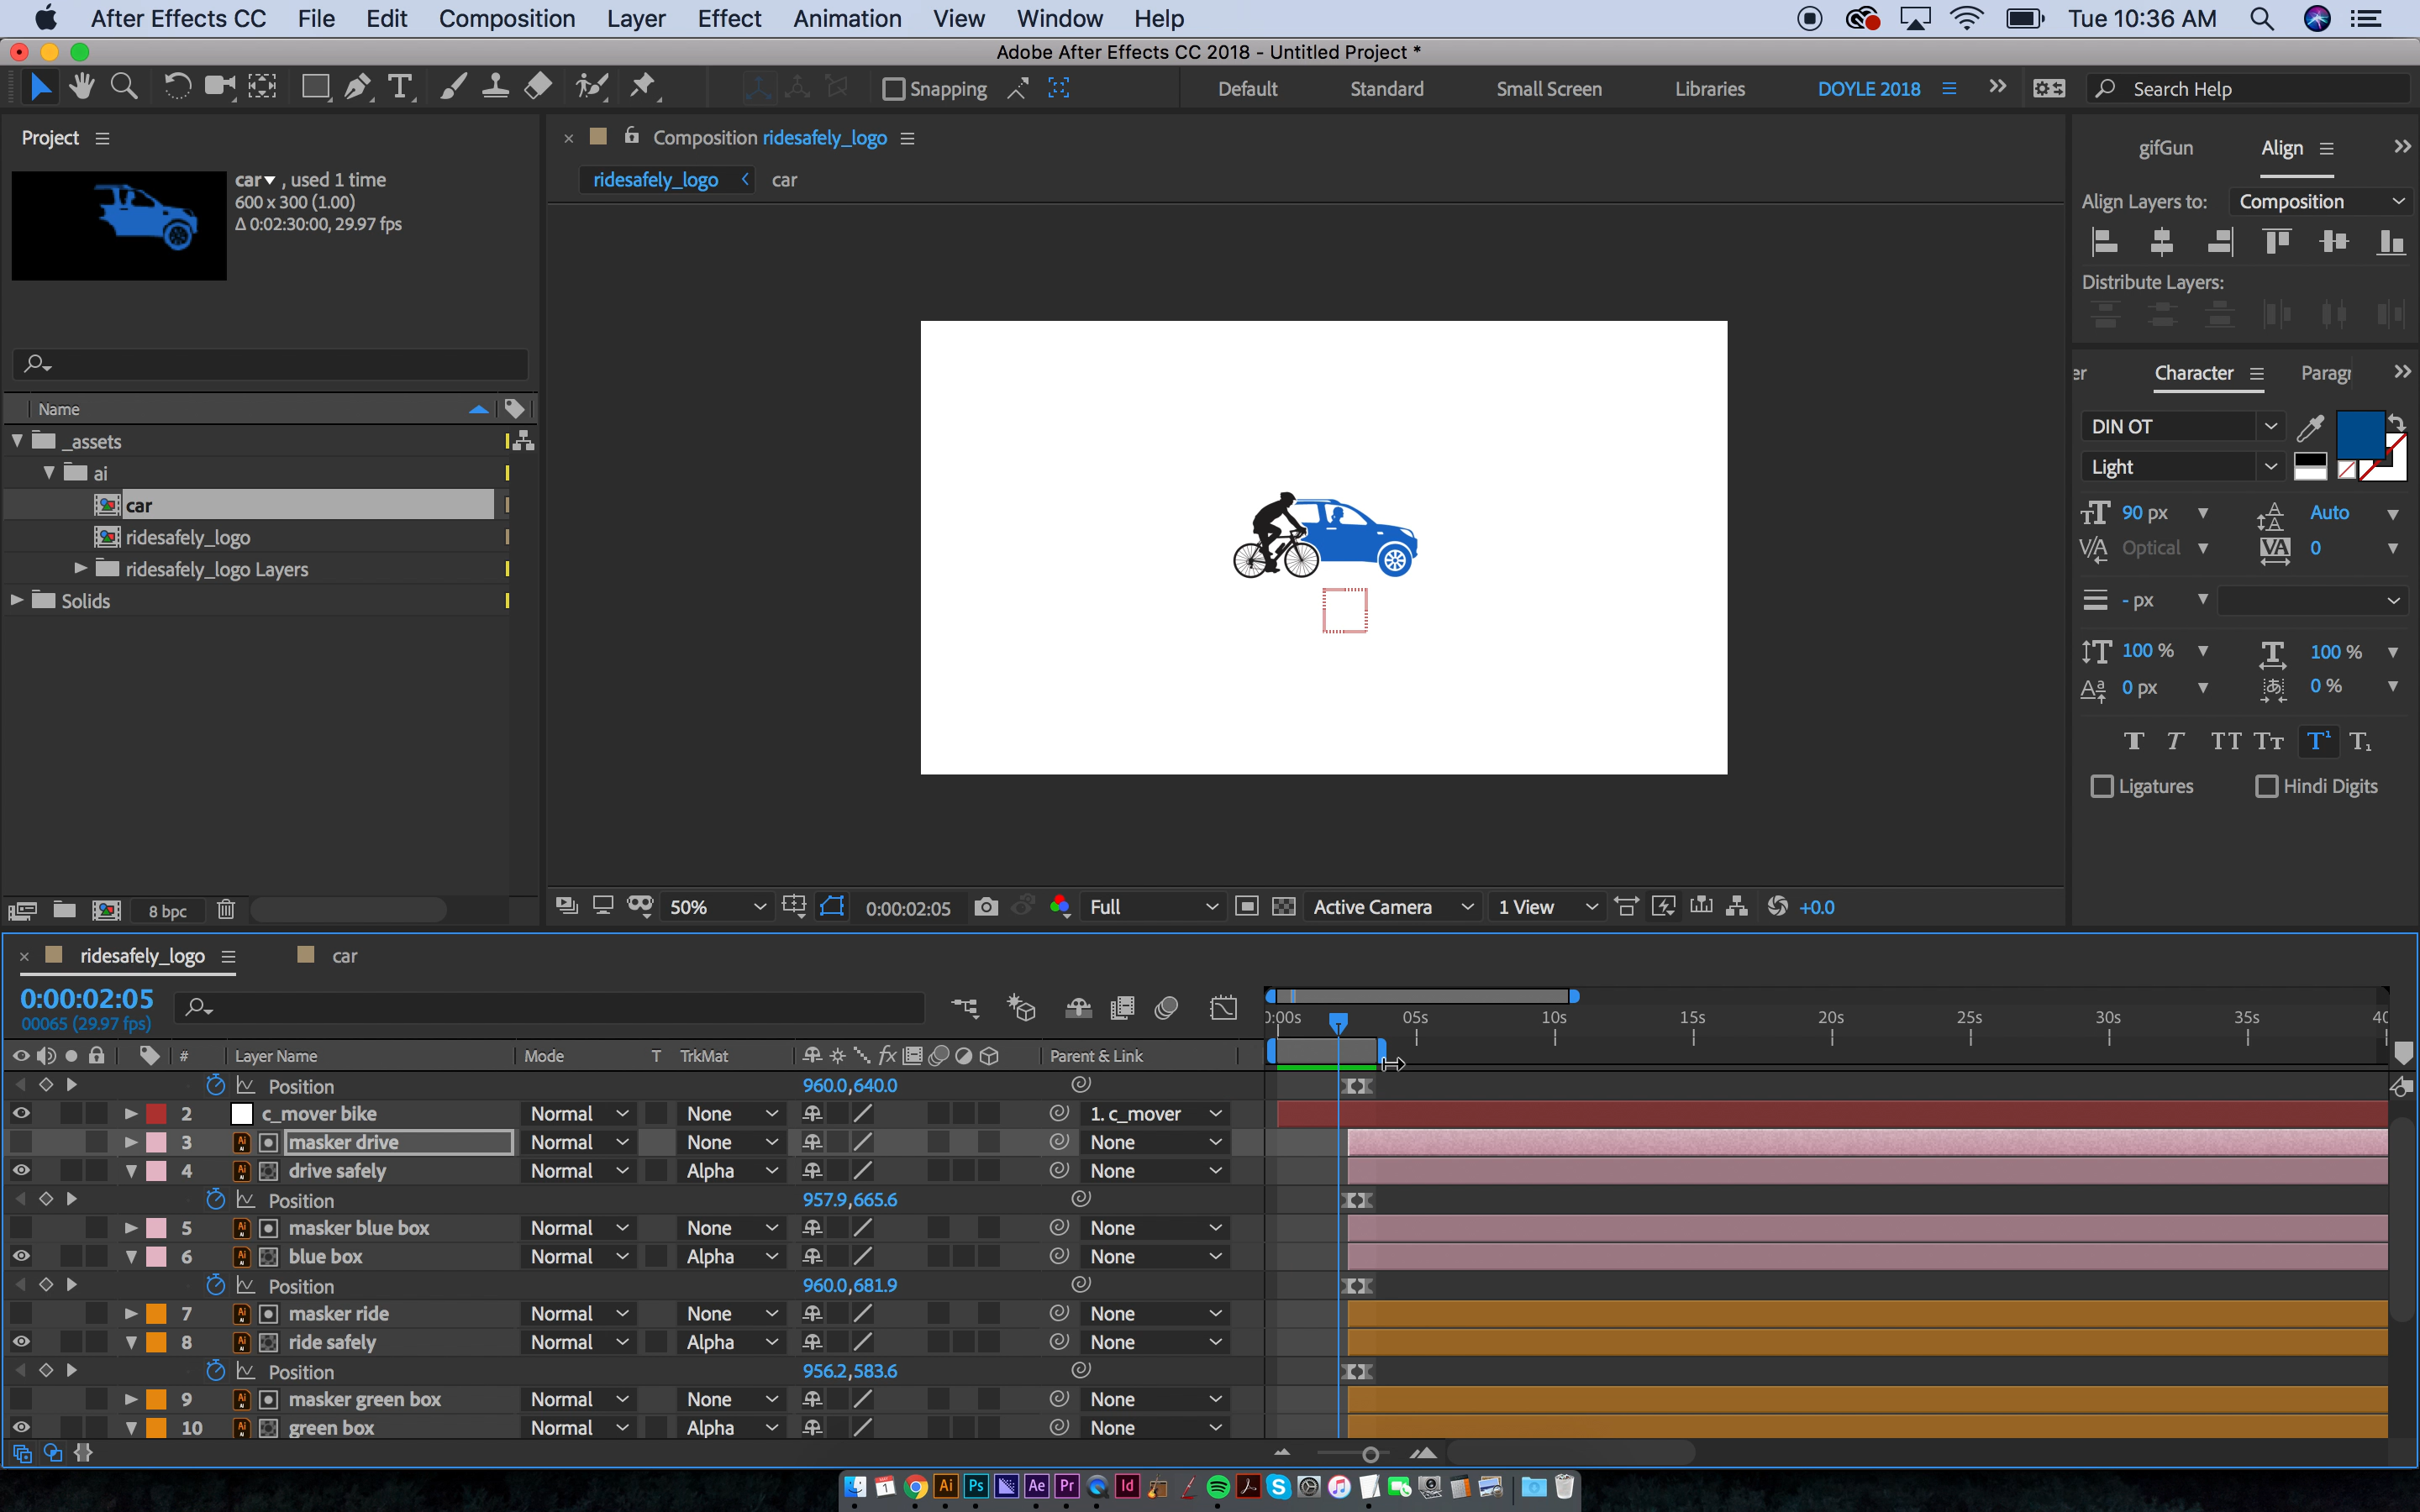 After Effects CC File Edit Composition Layer Effect Animation View Window Help Tue 10:36 AM
Adobe After Effects CC 2018 - Untitled Project *
Snapping Default Standard Small Screen Libraries DOYLE 2018 Search Help
Project
car , used 1 time
600 x 300 (1.00)
Δ 0:02:30:00, 29.97 fps
Name
_assets
ai
car
ridesafely_logo
ridesafely_logo Layers
Solids
8 bpc
Composition ridesafely_logo
ridesafely_logo car
50% 0:00:02:05 Full Active Camera 1 View +0.0
gifGun Align
Align Layers to: Composition
Distribute Layers:
er Character Paragr
DIN OT
Light
90 px Auto
Optical 0
- px
100 % 100 %
0 px 0 %
Ligatures Hindi Digits
ridesafely_logo car
0:00:02:05
00065 (29.97 fps)
):00s 05s 10s 15s 20s 25s 30s 35s 40
# Layer Name Mode T TrkMat Parent & Link
Position 960.0,640.0
2 c_mover bike Normal None 1. c_mover
3 masker drive Normal None None
4 drive safely Normal Alpha None
Position 957.9,665.6
5 masker blue box Normal None None
6 blue box Normal Alpha None
Position 960.0,681.9
7 masker ride Normal None None
8 ride safely Normal Alpha None
Position 956.2,583.6
9 masker green box Normal None None
10 green box Normal Alpha None
Ai Ps Ae Pr Id